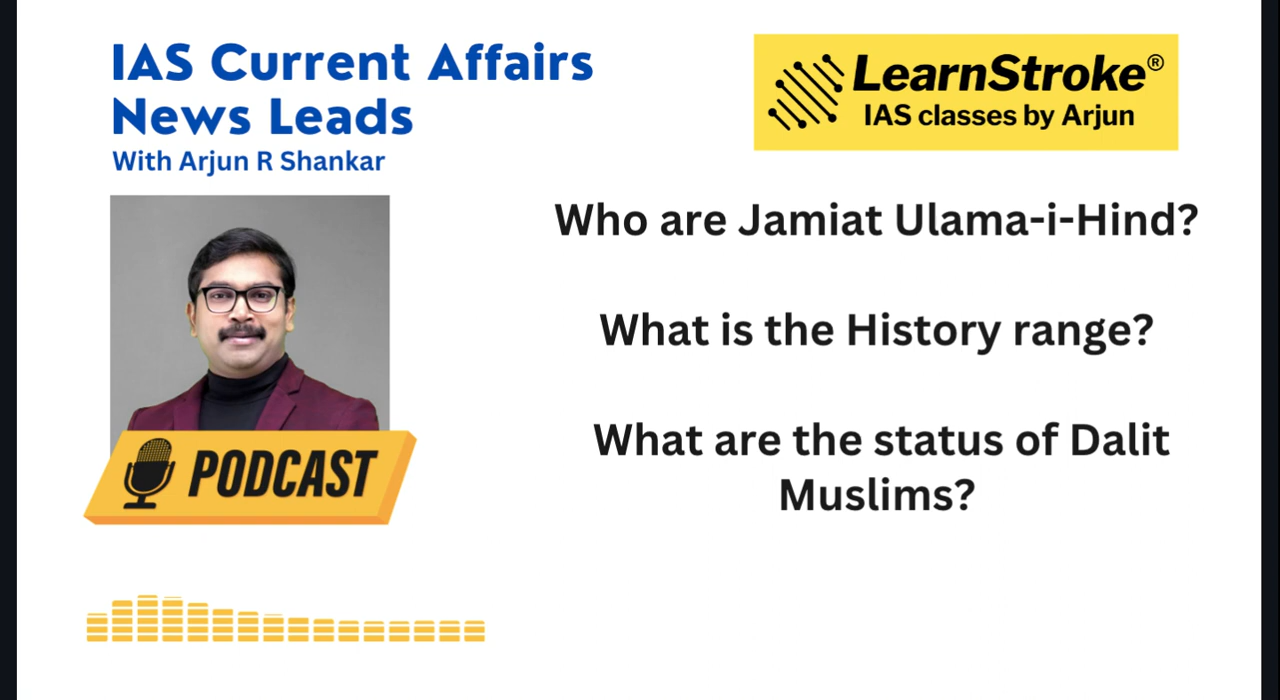 IAS Current Affairs
News Leads
With Arjun R Shankar
LearnStroke®
IAS classes by Arjun
Who are Jamiat Ulama-i-Hind?
What is the History range?
What are the status of Dalit
Muslims?
PODCAST